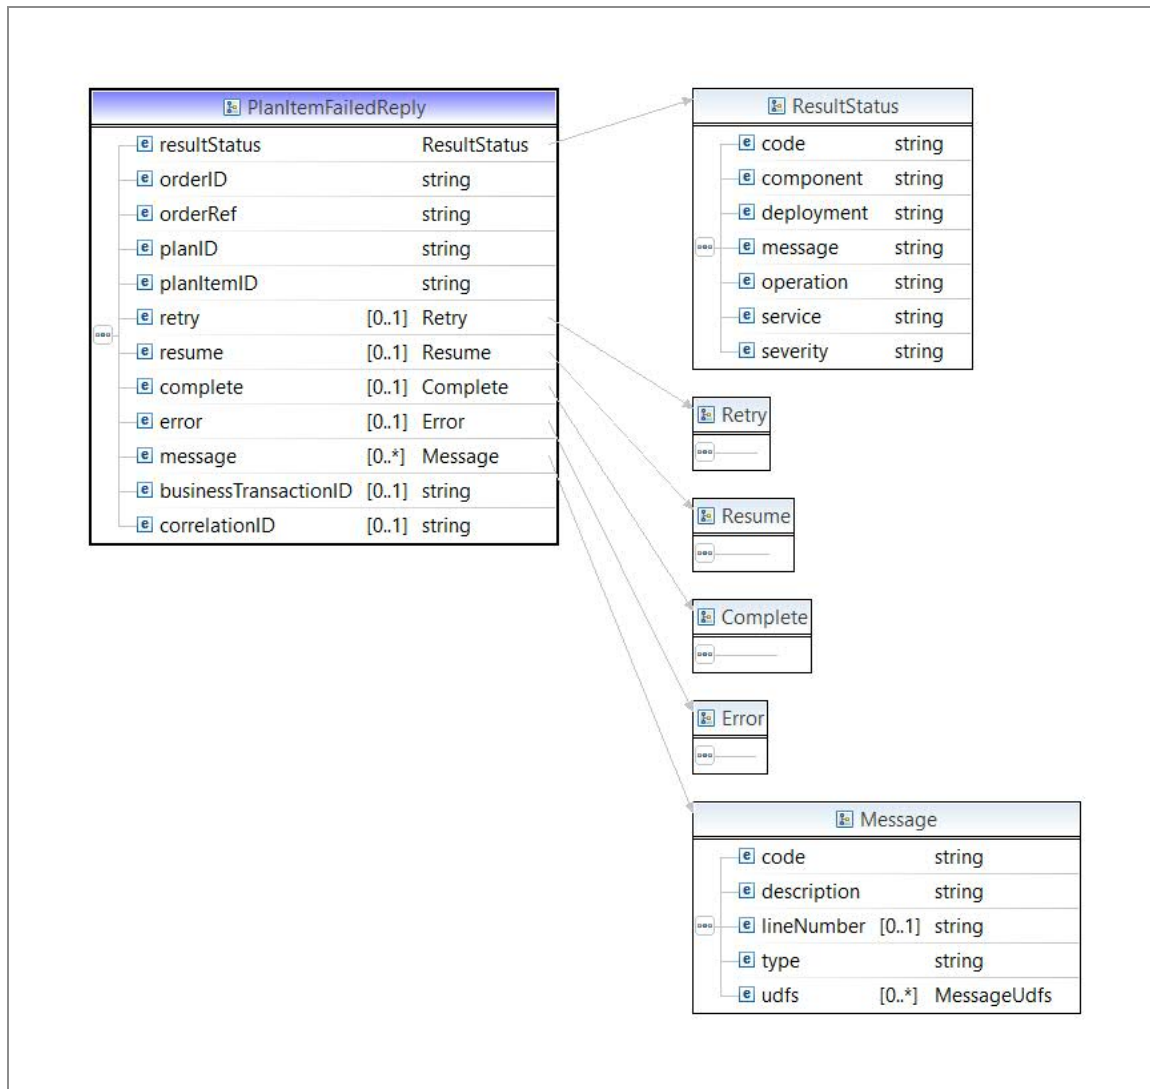 PlanItemFailedReply
resultStatus ResultStatus
orderID string
orderRef string
planID string
planItemID string
retry [0..1] Retry
resume [0..1] Resume
complete [0..1] Complete
error [0..1] Error
message [0..*] Message
businessTransactionID [0..1] string
correlationID [0..1] string
ResultStatus
code string
component string
deployment string
message string
operation string
service string
severity string
Retry
Resume
Complete
Error
Message
code string
description string
lineNumber [0..1] string
type string
udfs [0..*] MessageUdfs